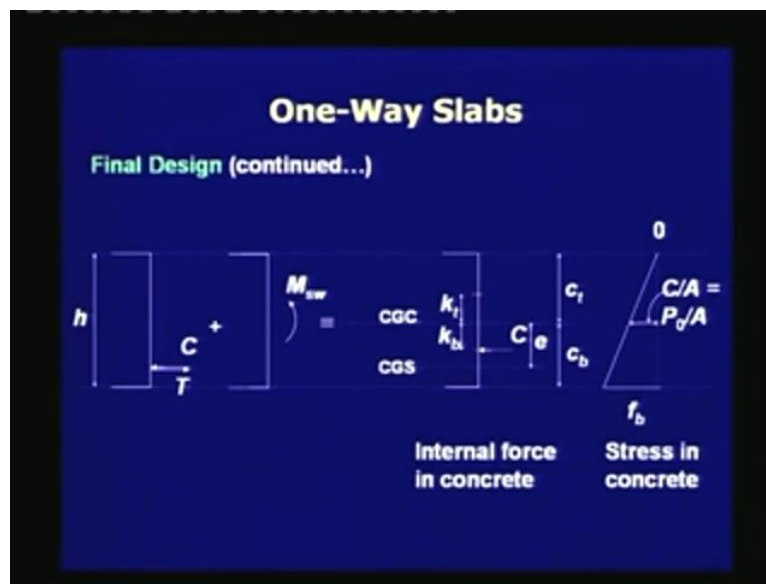 One-Way Slabs
Final Design (continued...)
0
h
C
T
+
M_sw
≡
CGC
CGS
k_t
k_b
C
e
c_t
c_b
C/A =
P_0/A
f_b
Internal force
in concrete
Stress in
concrete